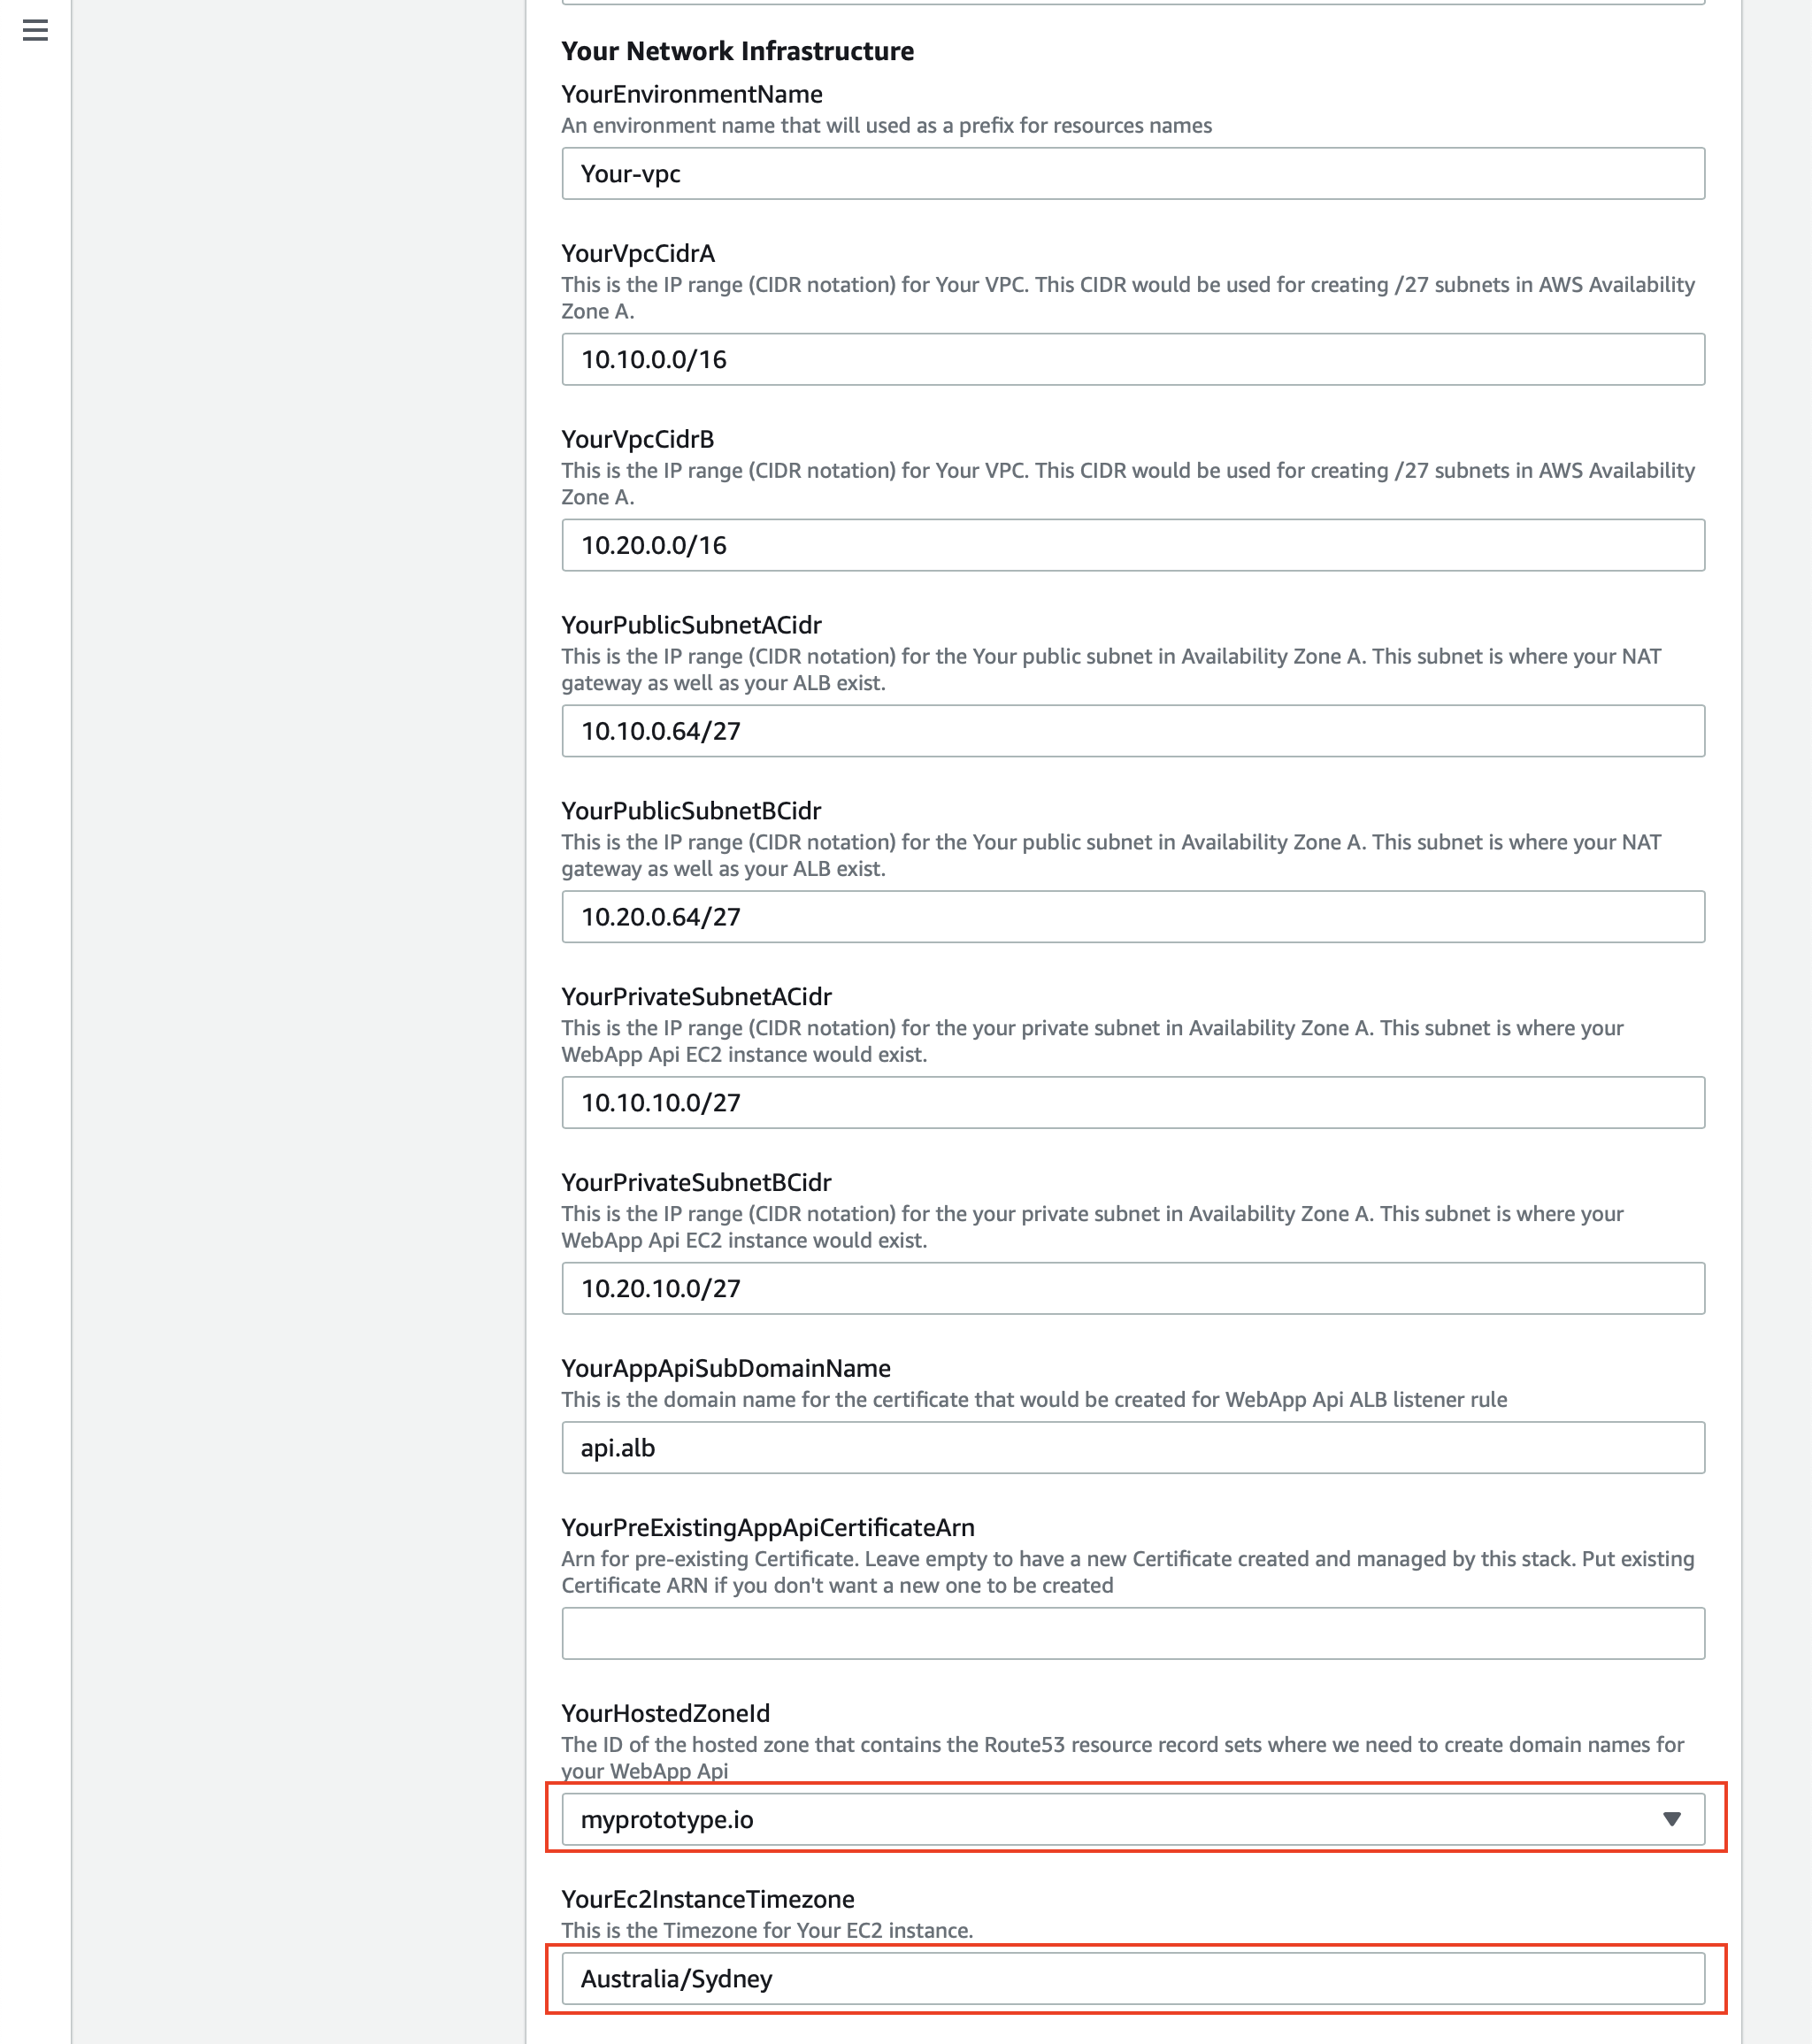 Your Network Infrastructure
YourEnvironmentName
An environment name that will used as a prefix for resources names
Your-vpc
YourVpcCidrA
This is the IP range (CIDR notation) for Your VPC. This CIDR would be used for creating /27 subnets in AWS Availability
Zone A.
10.10.0.0/16
YourVpcCidrB
This is the IP range (CIDR notation) for Your VPC. This CIDR would be used for creating /27 subnets in AWS Availability
Zone A.
10.20.0.0/16
YourPublicSubnetACidr
This is the IP range (CIDR notation) for the Your public subnet in Availability Zone A. This subnet is where your NAT
gateway as well as your ALB exist.
10.10.0.64/27
YourPublicSubnetBCidr
This is the IP range (CIDR notation) for the Your public subnet in Availability Zone A. This subnet is where your NAT
gateway as well as your ALB exist.
10.20.0.64/27
YourPrivateSubnetACidr
This is the IP range (CIDR notation) for the your private subnet in Availability Zone A. This subnet is where your
WebApp Api EC2 instance would exist.
10.10.10.0/27
YourPrivateSubnetBCidr
This is the IP range (CIDR notation) for the your private subnet in Availability Zone A. This subnet is where your
WebApp Api EC2 instance would exist.
10.20.10.0/27
YourAppApiSubDomainName
This is the domain name for the certificate that would be created for WebApp Api ALB listener rule
api.alb
YourPreExistingAppApiCertificateArn
Arn for pre-existing Certificate. Leave empty to have a new Certificate created and managed by this stack. Put existing
Certificate ARN if you don't want a new one to be created
YourHostedZoneId
The ID of the hosted zone that contains the Route53 resource record sets where we need to create domain names for
your WebApp Api
myprototype.io
YourEc2InstanceTimezone
This is the Timezone for Your EC2 instance.
Australia/Sydney